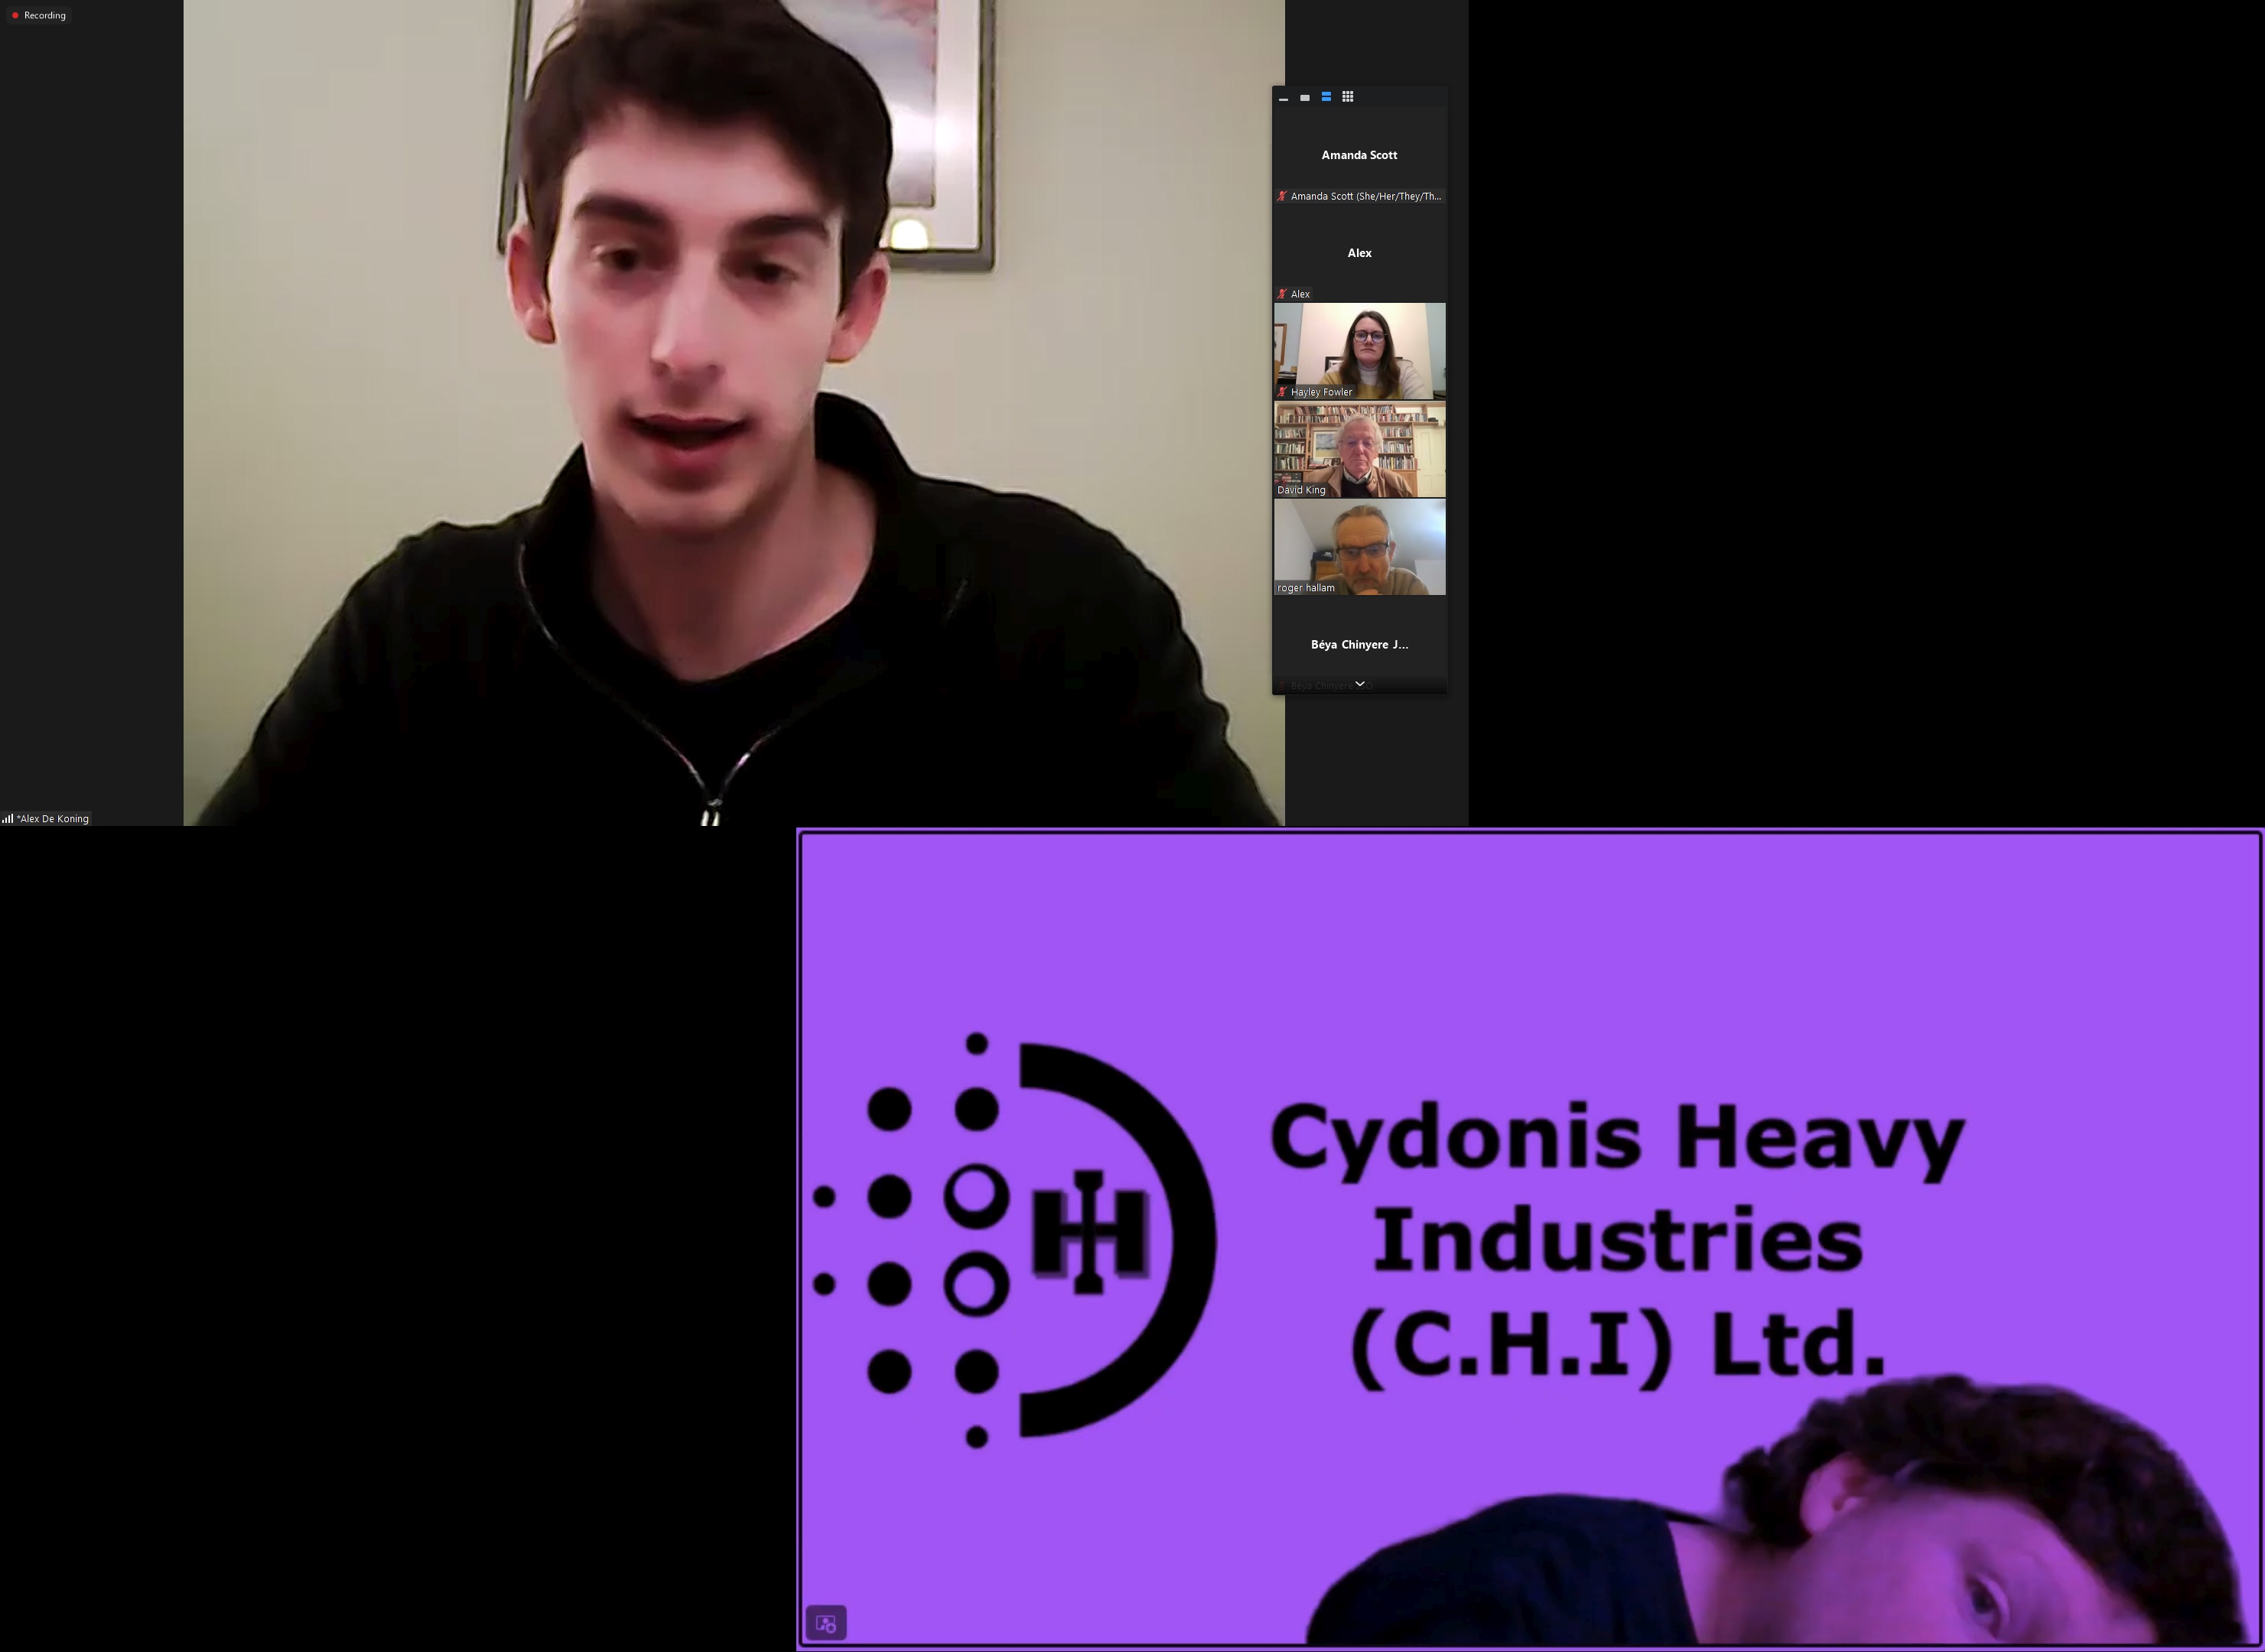 Recording
Amanda Scott
Amanda Scott (She/Her/They/Th...
Alex
Alex
Hayley Fowler
David King
roger hallam
Béya Chinyere J...
*Alex De Koning
Cydonis Heavy
Industries
(C.H.I) Ltd.